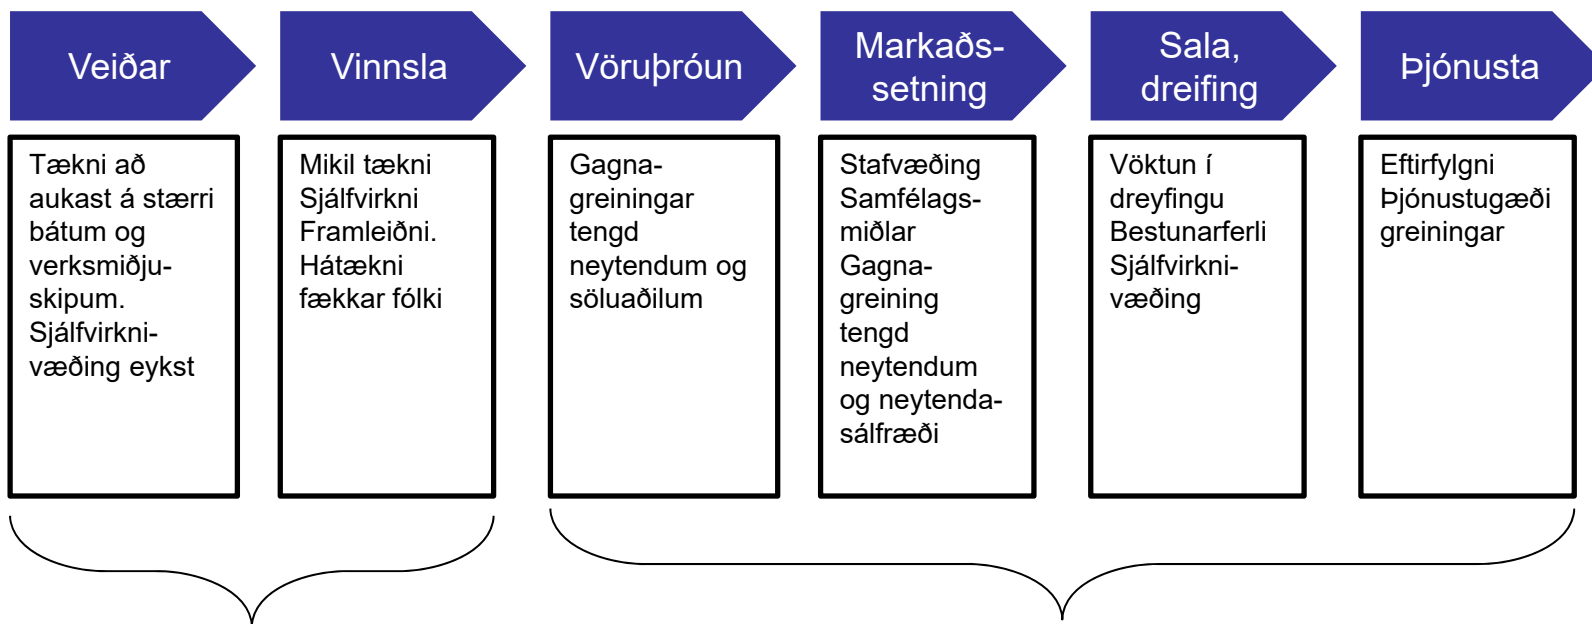 Veiðar
Vinnsla
Vöruþróun
Markaðs-
setning
Sala,
dreifing
Þjónusta
Tækni að
aukast á stærri
bátum og
verksmiðju-
skipum.
Sjálfvirkni-
væðing eykst
Mikil tækni
Sjálfvirkni
Framleiðni.
Hátækni
fækkar fólki
Gagna-
greiningar
tengd
neytendum og
söluaðilum
Stafvæðing
Samfélags-
miðlar
Gagna-
greining
tengd
neytendum
og neytenda-
sálfræði
Vöktun í
dreyfingu
Bestunarferli
Sjálfvirkni-
væðing
Eftirfylgni
Þjónustugæði
greiningar